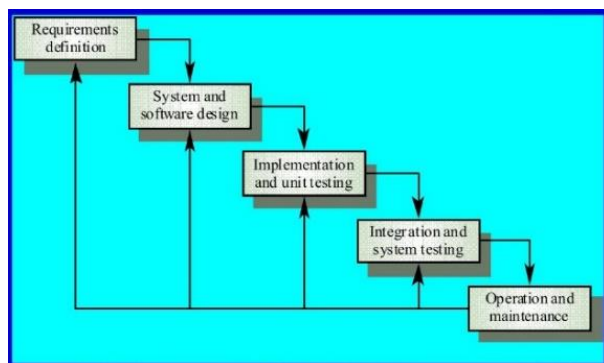 Requirements
definition
System and
software design
Implementation
and unit testing
Integration and
system testing
Operation and
maintenance